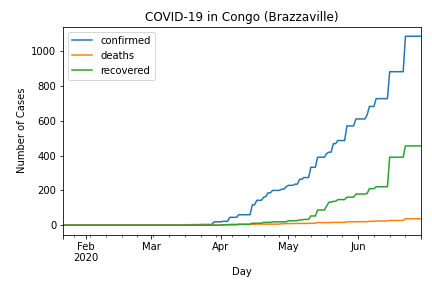 COVID-19 in Congo (Brazzaville)
confirmed
deaths
recovered
Number of Cases
1000
800
600
400
200
0
Feb
2020
Mar
Apr
May
Jun
Day